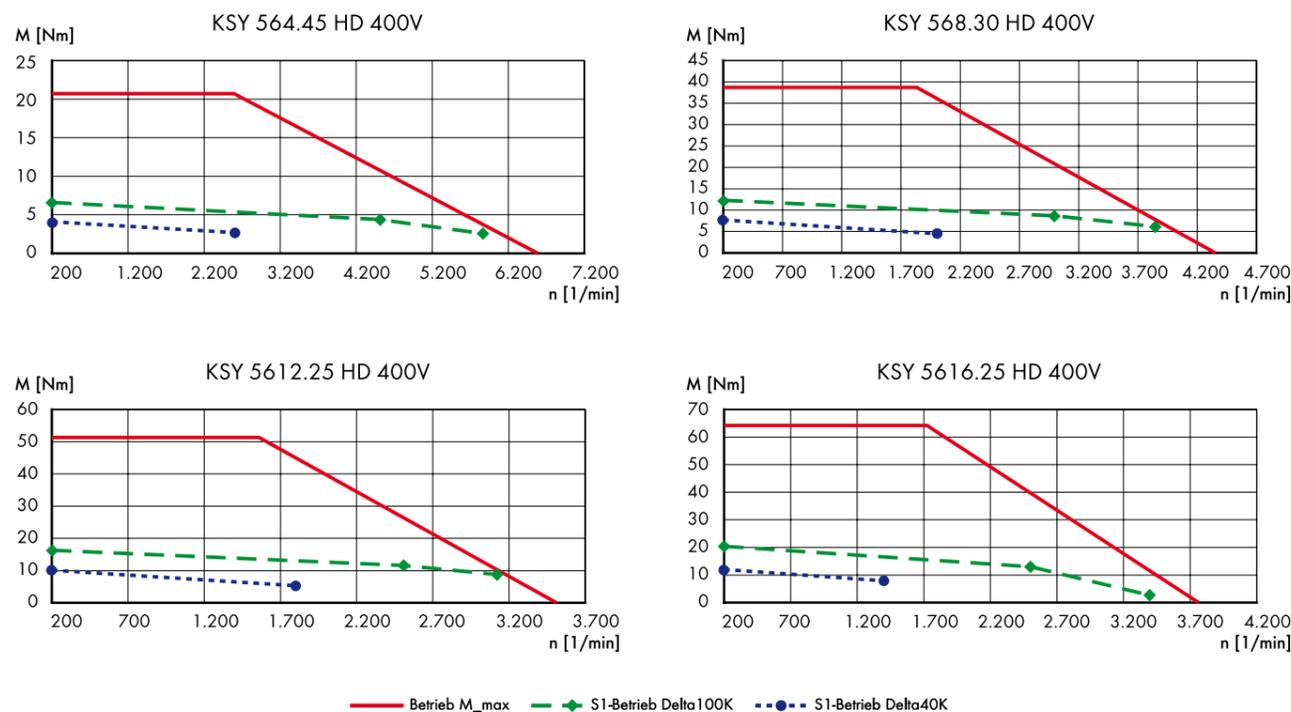 KSY 564.45 HD 400V
M [Nm]
25
20
15
10
5
0
200 1.200 2.200 3.200 4.200 5.200 6.200 7.200
n [1/min]
KSY 568.30 HD 400V
M [Nm]
45
40
35
30
25
20
15
10
5
0
200 700 1.200 1.700 2.200 2.700 3.200 3.700 4.200 4.700
n [1/min]
KSY 5612.25 HD 400V
M [Nm]
60
50
40
30
20
10
0
200 700 1.200 1.700 2.200 2.700 3.200 3.700
n [1/min]
KSY 5616.25 HD 400V
M [Nm]
70
60
50
40
30
20
10
0
200 700 1.200 1.700 2.200 2.700 3.200 3.700 4.200
n [1/min]
Betrieb M_max S1-Betrieb Delta100K S1-Betrieb Delta40K